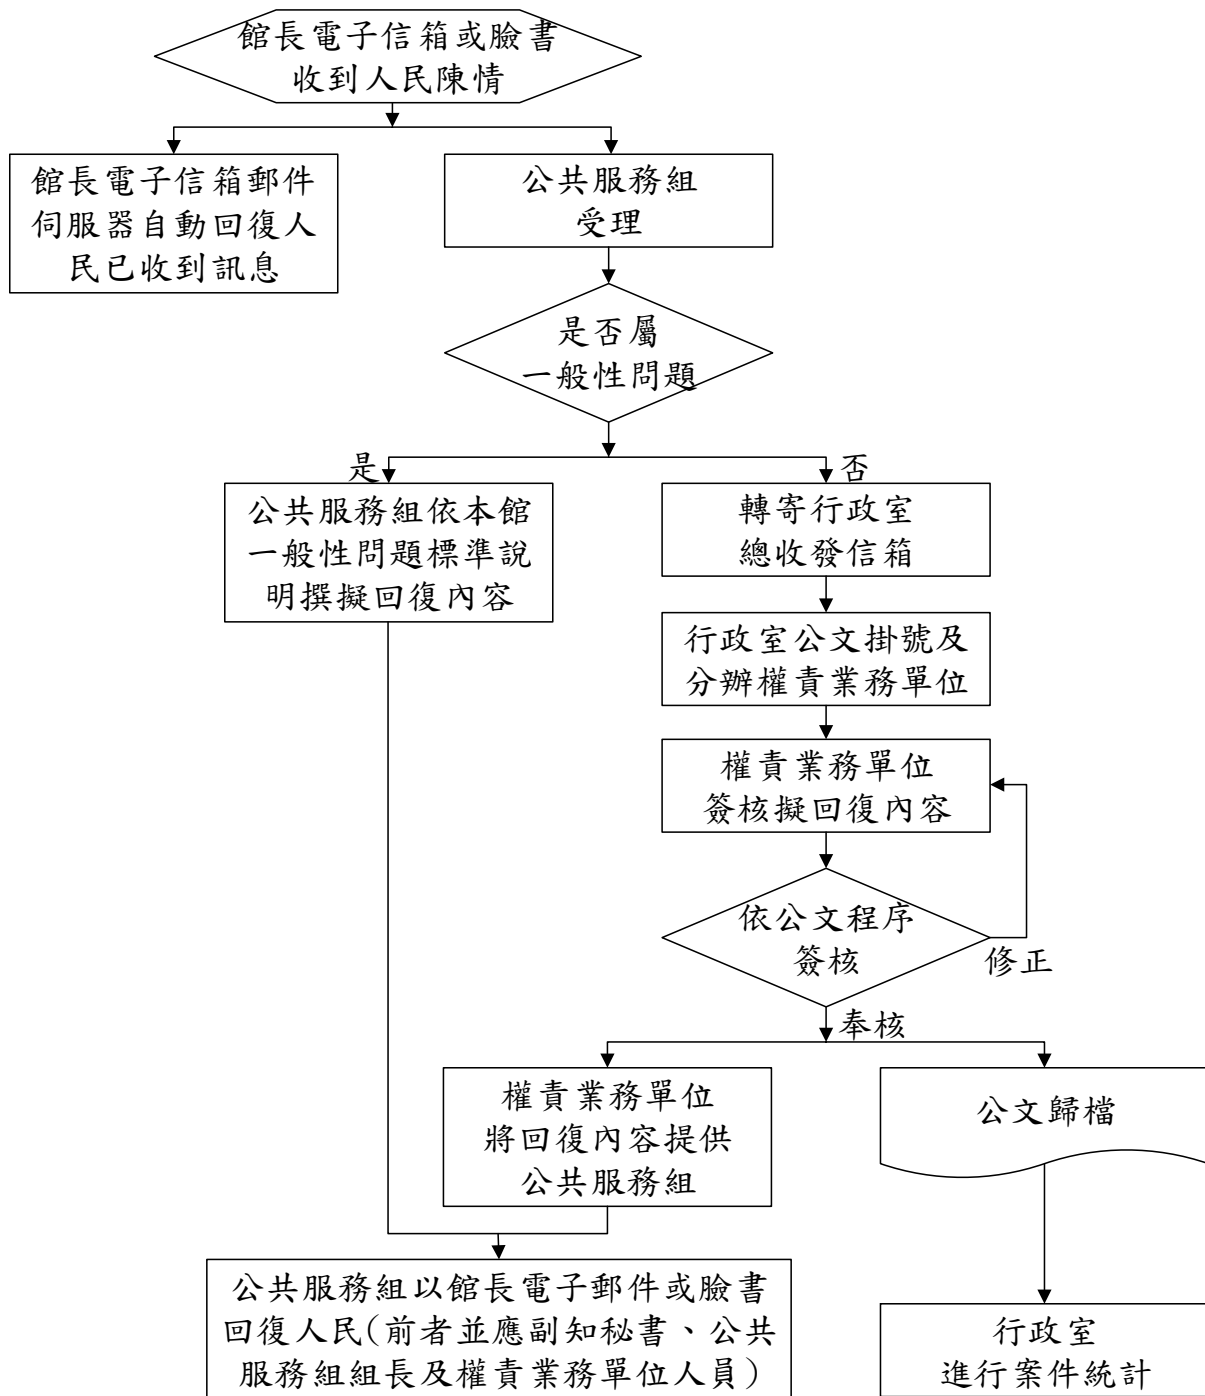 館長電子信箱或臉書
收到人民陳情
館長電子信箱郵件
伺服器自動回復人
民已收到訊息
公共服務組
受理
是否屬
一般性問題
是
否
公共服務組依本館
一般性問題標準說
明撰擬回復內容
轉寄行政室
總收發信箱
行政室公文掛號及
分辦權責業務單位
權責業務單位
簽核擬回復內容
依公文程序
簽核
修正
奉核
權責業務單位
將回復內容提供
公共服務組
公文歸檔
公共服務組以館長電子郵件或臉書
回復人民(前者並應副知秘書、公共
服務組組長及權責業務單位人員)
行政室
進行案件統計